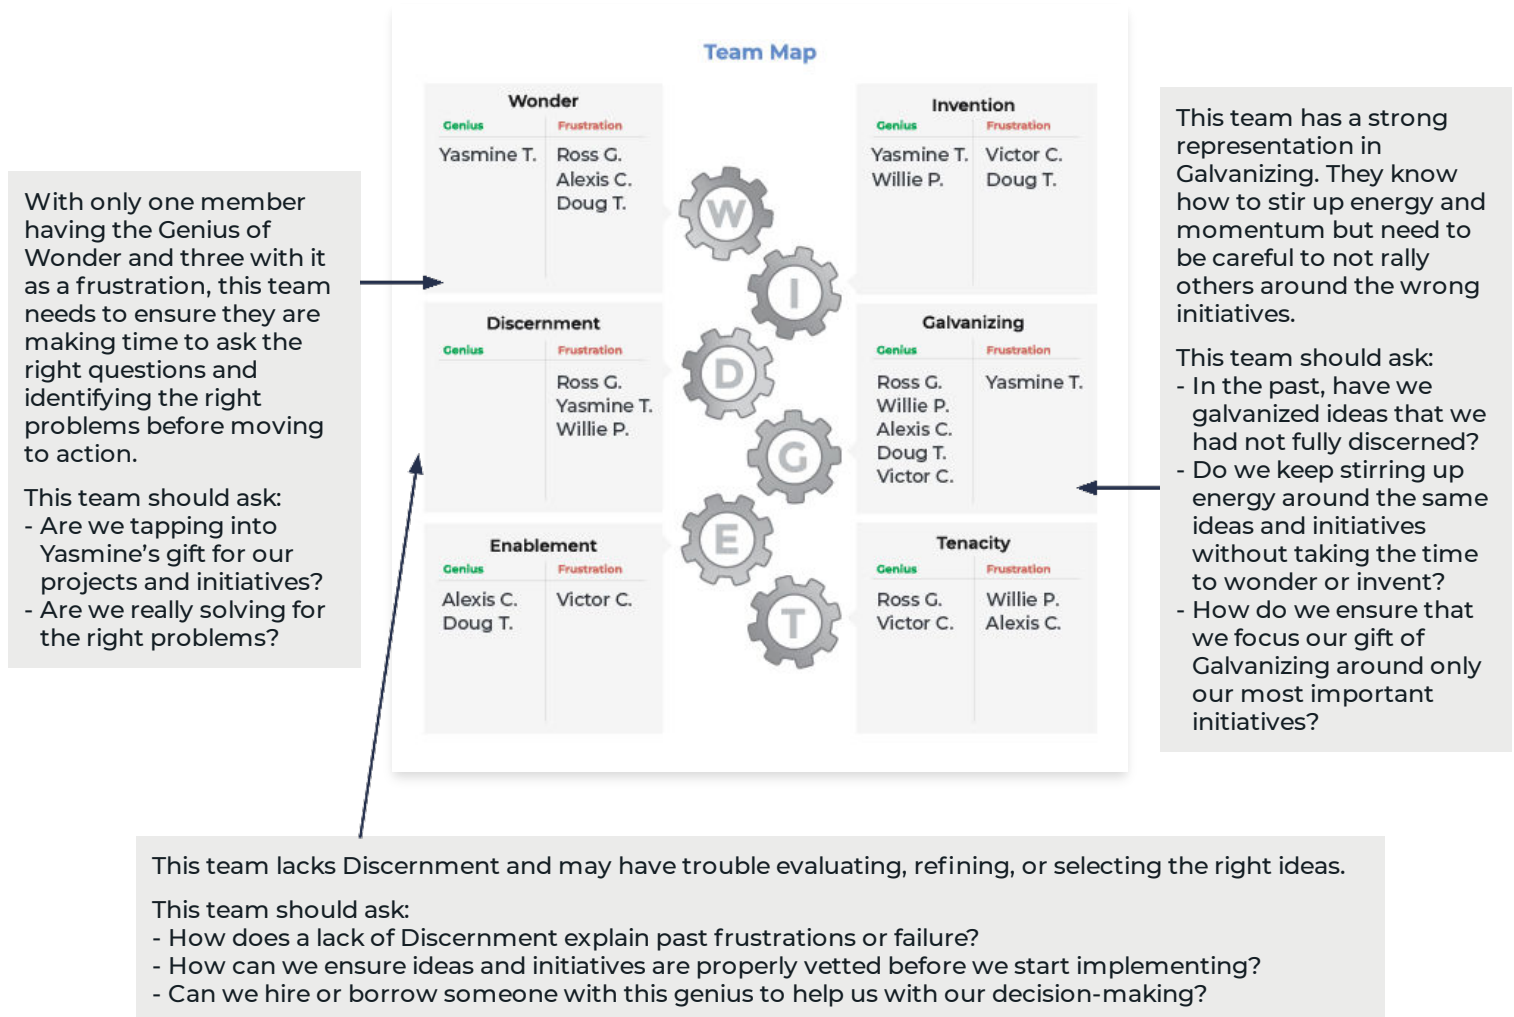 Team Map
With only one member
having the Genius of
Wonder and three with it
as a frustration, this team
needs to ensure they are
making time to ask the
right questions and
identifying the right
problems before moving
to action.
This team should ask:
- Are we tapping into
Yasmine’s gift for our
projects and initiatives?
- Are we really solving for
the right problems?
Wonder
Genius Frustration
Yasmine T. Ross G.
Alexis C.
Doug T.
Discernment
Genius Frustration
Ross G.
Yasmine T.
Willie P.
Enablement
Genius Frustration
Alexis C. Victor C.
Doug T.
W
I
D
G
E
T
Invention
Genius Frustration
Yasmine T. Victor C.
Willie P. Doug T.
Galvanizing
Genius Frustration
Ross G. Yasmine T.
Willie P.
Alexis C.
Doug T.
Victor C.
Tenacity
Genius Frustration
Ross G. Willie P.
Victor C. Alexis C.
This team has a strong
representation in
Galvanizing. They know
how to stir up energy and
momentum but need to
be careful to not rally
others around the wrong
initiatives.
This team should ask:
- In the past, have we
galvanized ideas that we
had not fully discerned?
- Do we keep stirring up
energy around the same
ideas and initiatives
without taking the time
to wonder or invent?
- How do we ensure that
we focus our gift of
Galvanizing around only
our most important
initiatives?
This team lacks Discernment and may have trouble evaluating, refining, or selecting the right ideas.
This team should ask:
- How does a lack of Discernment explain past frustrations or failure?
- How can we ensure ideas and initiatives are properly vetted before we start implementing?
- Can we hire or borrow someone with this genius to help us with our decision-making?